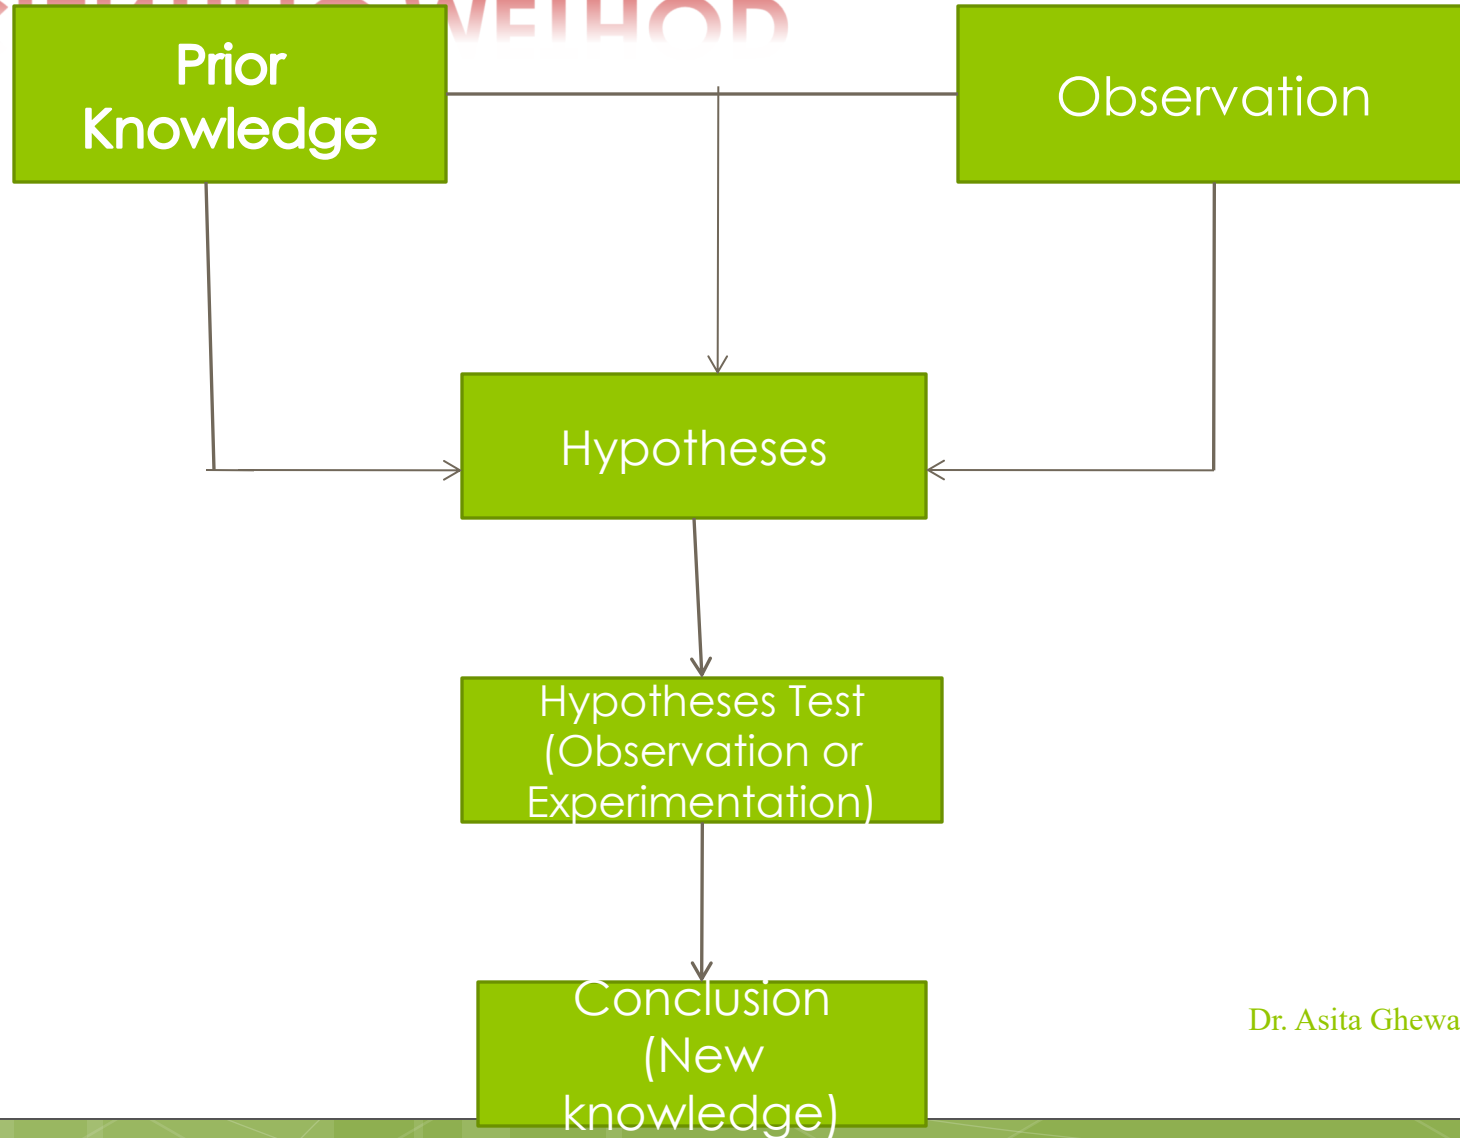 Prior
Knowledge
Observation
Hypotheses
Hypotheses Test
(Observation or
Experimentation)
Conclusion
(New
knowledge)
Dr. Asita Ghewa